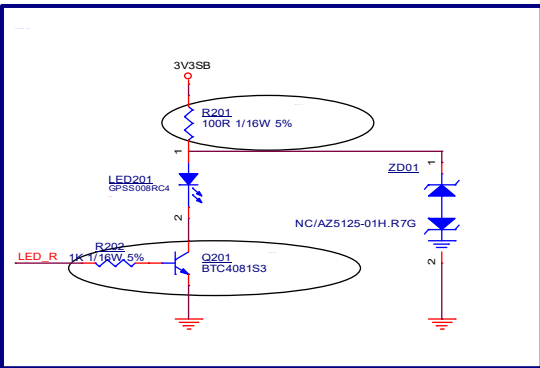 3V3SB
R201
100R 1/16W 5%
1
ZD01
1
LED201
GPSS008RC4
2
NC/AZ5125-01H.R7G
R202
LED_R
1K 1/16W 5%
Q201
BTC4081S3
2